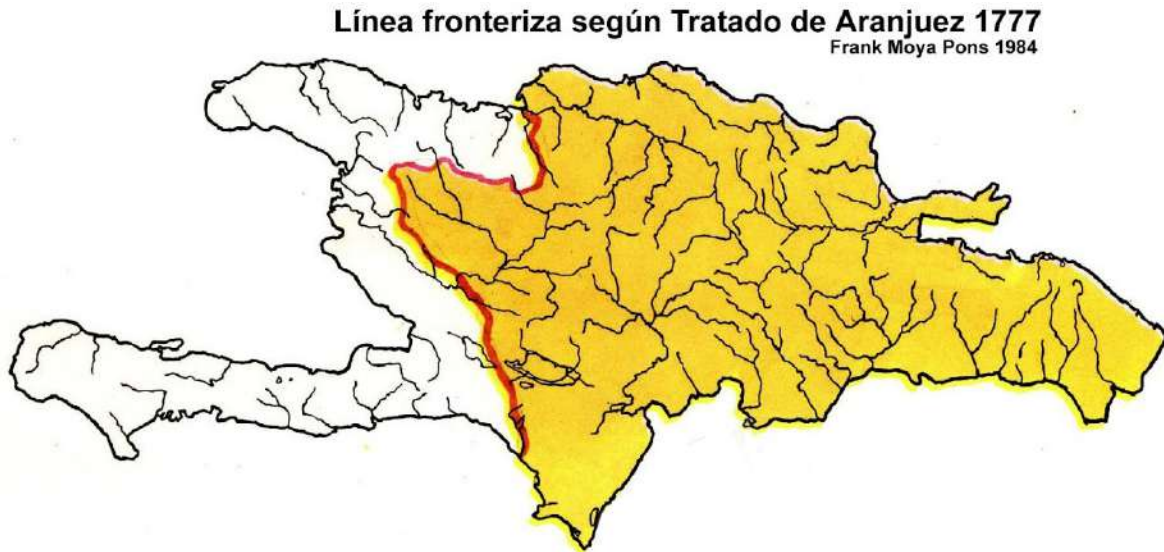 Línea fronteriza según Tratado de Aranjuez 1777
Frank Moya Pons 1984